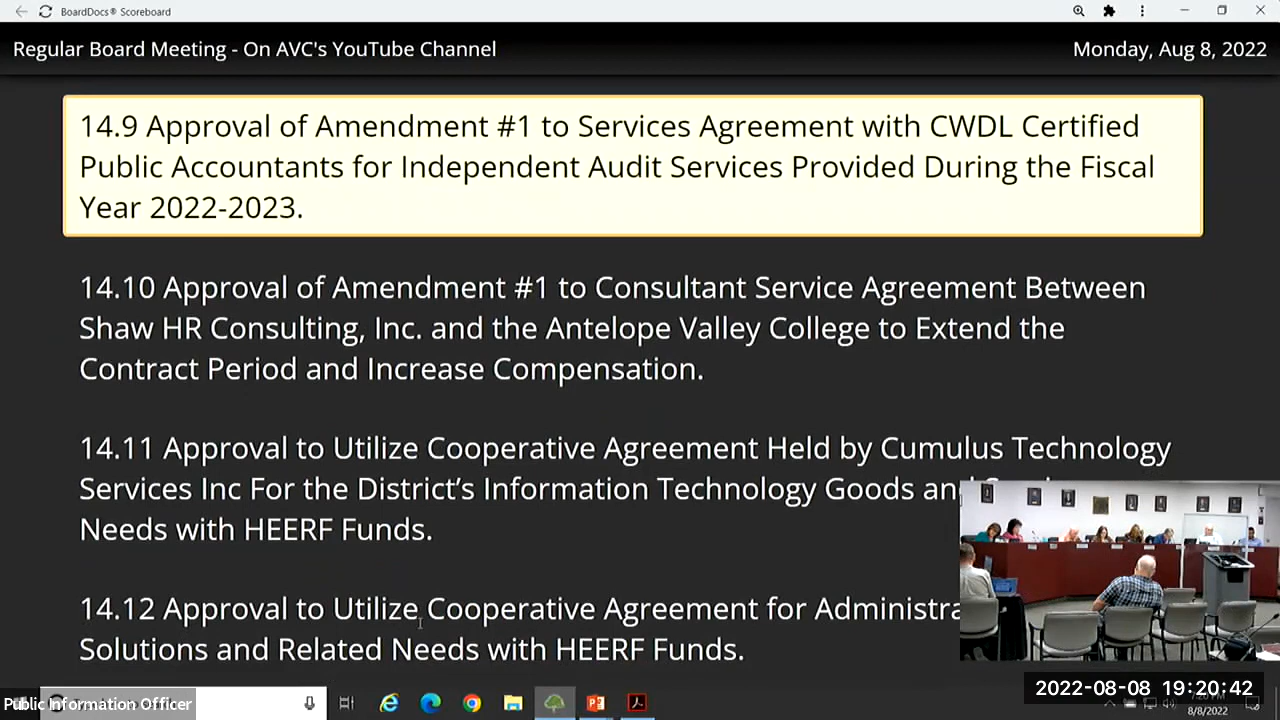 BoardDocs® Scoreboard
Regular Board Meeting - On AVC's YouTube Channel
Monday, Aug 8, 2022
14.9 Approval of Amendment #1 to Services Agreement with CWDL Certified
Public Accountants for Independent Audit Services Provided During the Fiscal
Year 2022-2023.
14.10 Approval of Amendment #1 to Consultant Service Agreement Between
Shaw HR Consulting, Inc. and the Antelope Valley College to Extend the
Contract Period and Increase Compensation.
14.11 Approval to Utilize Cooperative Agreement Held by Cumulus Technology
Services Inc For the District's Information Technology Goods
Needs with HEERF Funds.
14.12 Approval to Utilize Cooperative Agreement for
Solutions and Related Needs with HEERF Funds.
Public Information Officer
2022-08-08 19:20:42
8/8/2022